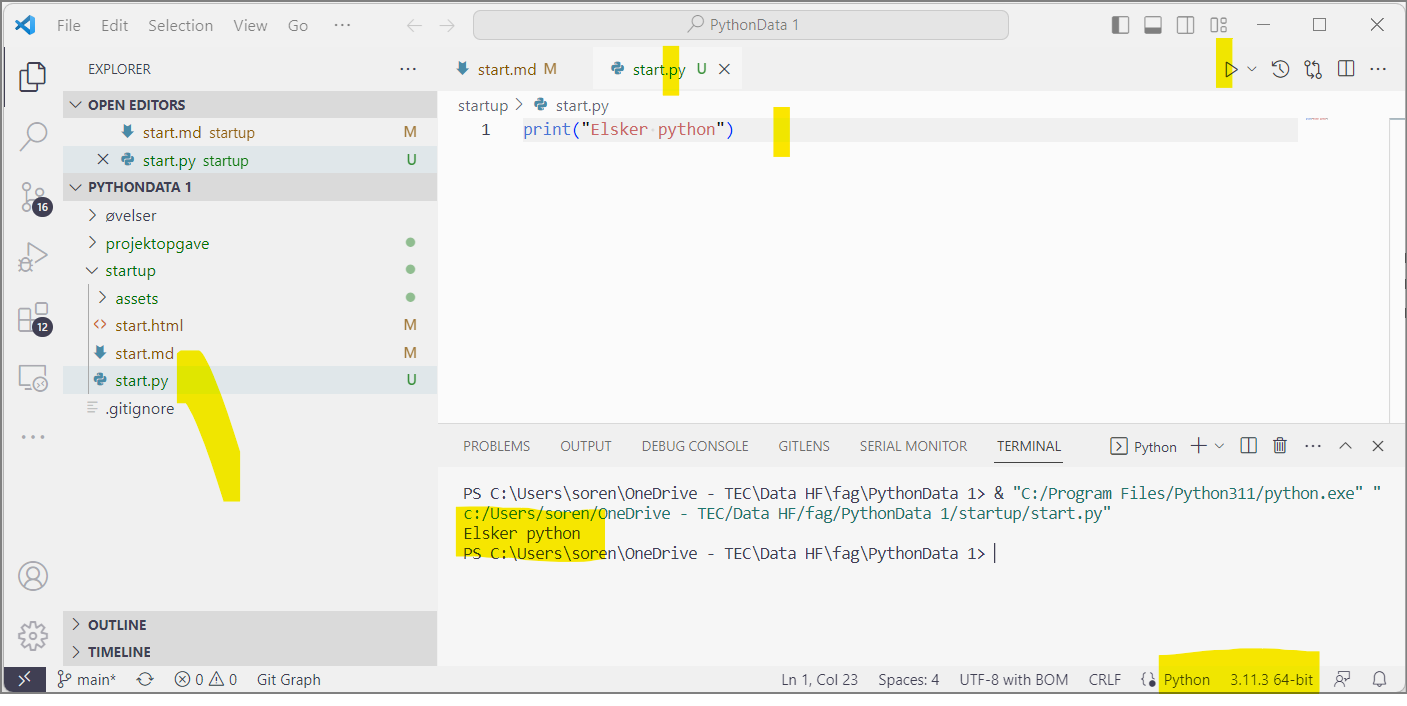 File Edit Selection View Go ··· PythonData 1
EXPLORER ···
OPEN EDITORS
start.md startup M
start.py startup U
PYTHONDATA 1
øvelser
projektopgave
startup
assets
start.html M
start.md M
start.py U
.gitignore
OUTLINE
TIMELINE
16
12
start.md M start.py U
startup > start.py
1 print("Elsker python")
PROBLEMS OUTPUT DEBUG CONSOLE GITLENS SERIAL MONITOR TERMINAL Python
PS C:\Users\soren\OneDrive - TEC\Data HF\fag\PythonData 1> & "C:/Program Files/Python311/python.exe" "
c:/Users/soren/OneDrive - TEC/Data HF/fag/PythonData 1/startup/start.py"
Elsker python
PS C:\Users\soren\OneDrive - TEC\Data HF\fag\PythonData 1>
main* 0 0 Git Graph Ln 1, Col 23 Spaces: 4 UTF-8 with BOM CRLF Python 3.11.3 64-bit